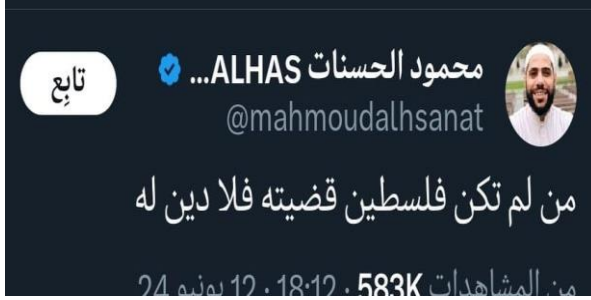 محمود الحسنات ALHAS...
@mahmoudalhsanat
تابِع
من لم تكن فلسطين قضيته فلا دين له
12 يونيو 24 · 18:12 · 583K من المشاهدات